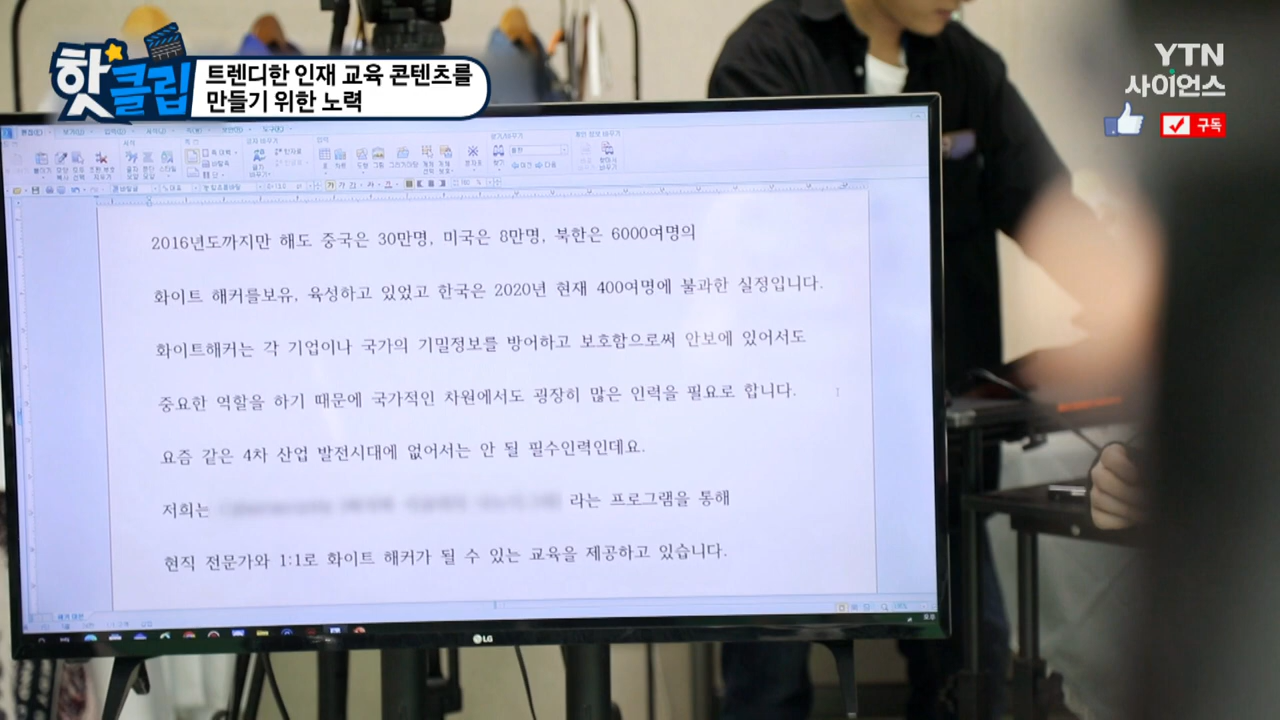 핫클립
트렌디한 인재 교육 콘텐츠를
만들기 위한 노력
YTN
사이언스
구독
2016년도까지만 해도 중국은 30만명, 미국은 8만명, 북한은 6000여명의
화이트 해커를보유, 육성하고 있었고 한국은 2020년 현재 400여명에 불과한 실정입니다.
화이트해커는 각 기업이나 국가의 기밀정보를 방어하고 보호함으로써 안보에 있어서도
중요한 역할을 하기 때문에 국가적인 차원에서도 굉장히 많은 인력을 필요로 합니다.
요즘 같은 4차 산업 발전시대에 없어서는 안 될 필수인력인데요.
저희는 라는 프로그램을 통해
현직 전문가와 1:1로 화이트 해커가 될 수 있는 교육을 제공하고 있습니다.
LG